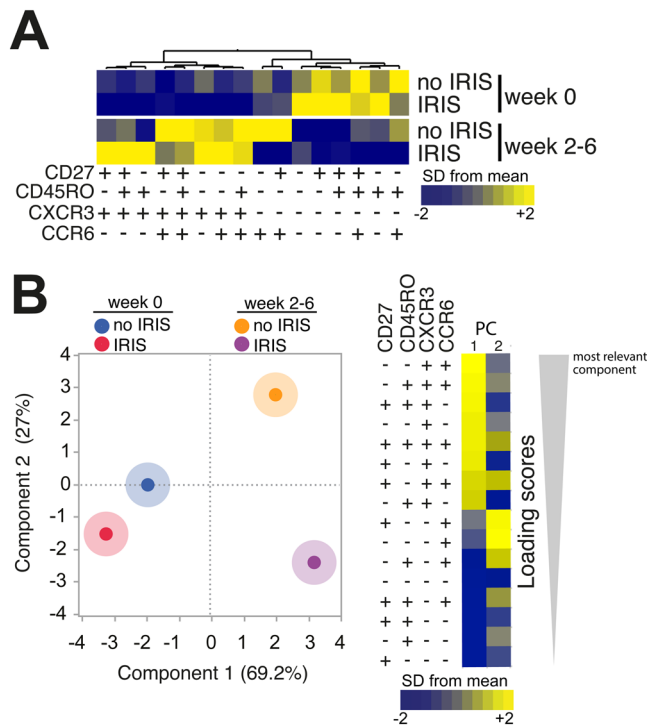 A
no IRIS
IRIS
week 0
no IRIS
IRIS
week 2-6
CD27 + + - + + - - - - + - + + + - -
CD45RO - + + - + - - + - - - - + + + +
CXCR3 + + + + + + + + - - - - - - - -
CCR6 - - - + + - + + + + - - - + - +
SD from mean
-2 +2
B
week 0
no IRIS
IRIS
week 2-6
no IRIS
IRIS
4
3
2
1
0
-1
-2
-3
-4
Component 2 (27%)
-4 -3 -2 -1 0 1 2 3 4
Component 1 (69.2%)
CD27 CD45RO CXCR3 CCR6
PC
1 2
- - + +
- + + +
+ + + -
- - + -
+ + + +
+ - + -
+ - + +
- + + -
+ - - +
- - - +
- + - +
- - - -
+ + - +
+ + - -
- + - -
+ - - -
Loading scores
most relevant
component
SD from mean
-2 +2